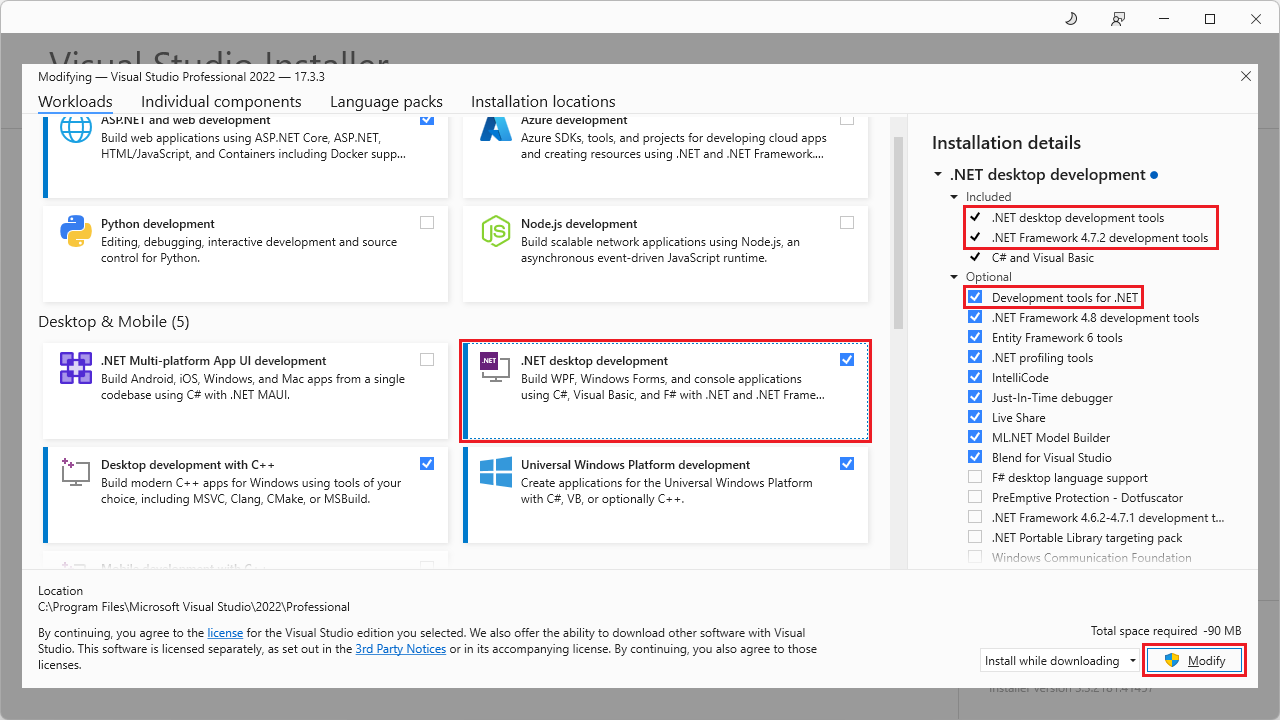 Visual Studio Installer
Modifying — Visual Studio Professional 2022 — 17.3.3
Workloads
Individual components
Language packs
Installation locations
ASP.NET and web development
Build web applications using ASP.NET Core, ASP.NET,
HTML/JavaScript, and Containers including Docker supp...
Azure development
Azure SDKs, tools, and projects for developing cloud apps
and creating resources using .NET and .NET Framework....
Python development
Editing, debugging, interactive development and source
control for Python.
Node.js development
Build scalable network applications using Node.js, an
asynchronous event-driven JavaScript runtime.
Desktop & Mobile (5)
.NET Multi-platform App UI development
Build Android, iOS, Windows, and Mac apps from a single
codebase using C# with .NET MAUI.
.NET
.NET desktop development
Build WPF, Windows Forms, and console applications
using C#, Visual Basic, and F# with .NET and .NET Frame...
Desktop development with C++
Build modern C++ apps for Windows using tools of your
choice, including MSVC, Clang, CMake, or MSBuild.
Universal Windows Platform development
Create applications for the Universal Windows Platform
with C#, VB, or optionally C++.
Mobile development with C++
Installation details
.NET desktop development
Included
.NET desktop development tools
.NET Framework 4.7.2 development tools
C# and Visual Basic
Optional
Development tools for .NET
.NET Framework 4.8 development tools
Entity Framework 6 tools
.NET profiling tools
IntelliCode
Just-In-Time debugger
Live Share
ML.NET Model Builder
Blend for Visual Studio
F# desktop language support
PreEmptive Protection - Dotfuscator
.NET Framework 4.6.2-4.7.1 development t...
.NET Portable Library targeting pack
Windows Communication Foundation
Location
C:\Program Files\Microsoft Visual Studio\2022\Professional
By continuing, you agree to the license for the Visual Studio edition you selected. We also offer the ability to download other software with Visual
Studio. This software is licensed separately, as set out in the 3rd Party Notices or in its accompanying license. By continuing, you also agree to those
licenses.
Total space required -90 MB
Install while downloading
Modify